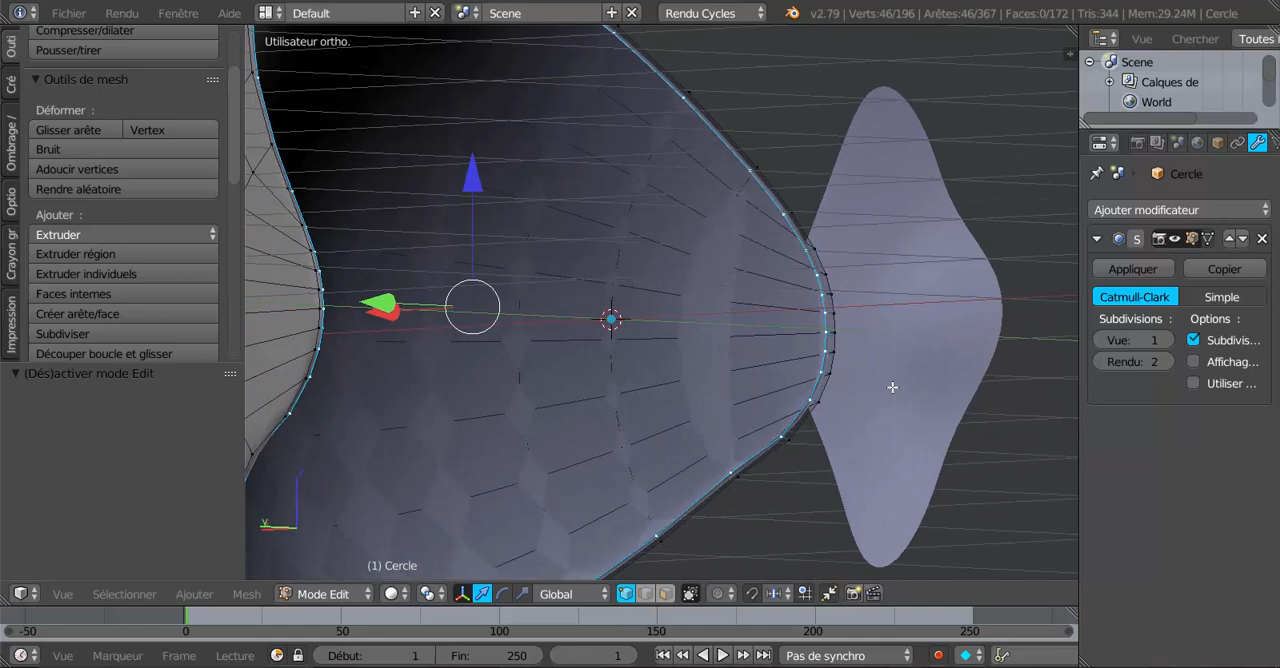 Fichier Rendu Fenêtre Aide Default Scene Rendu Cycles v2.79 | Verts:46/196 | Arêtes:46/367 | Faces:0/172 | Tris:344 | Mem:29.24M | Cercle
Compresser/dilater
Pousser/tirer
Outils de mesh
Déformer :
Glisser arête Vertex
Bruit
Adoucir vertices
Rendre aléatoire
Ajouter :
Extruder
Extruder région
Extruder individuels
Faces internes
Créer arête/face
Subdiviser
Découper boucle et glisser
(Dés)activer mode Edit
Outi
Cré
Ombrage /
Optio
Crayon gr
Impression
Utilisateur ortho.
Y
(1) Cercle
Vue Chercher Toutes
Scene
Calques de
World
Cercle
Ajouter modificateur
S
Appliquer Copier
Catmull-Clark Simple
Subdivisions : Options :
Vue: 1 Subdivis...
Rendu: 2 Affichag...
Utiliser ...
Vue Sélectionner Ajouter Mesh Mode Edit Global
-50 0 50 100 150 200 250
Vue Marqueur Frame Lecture Début: 1 Fin: 250 1 Pas de synchro